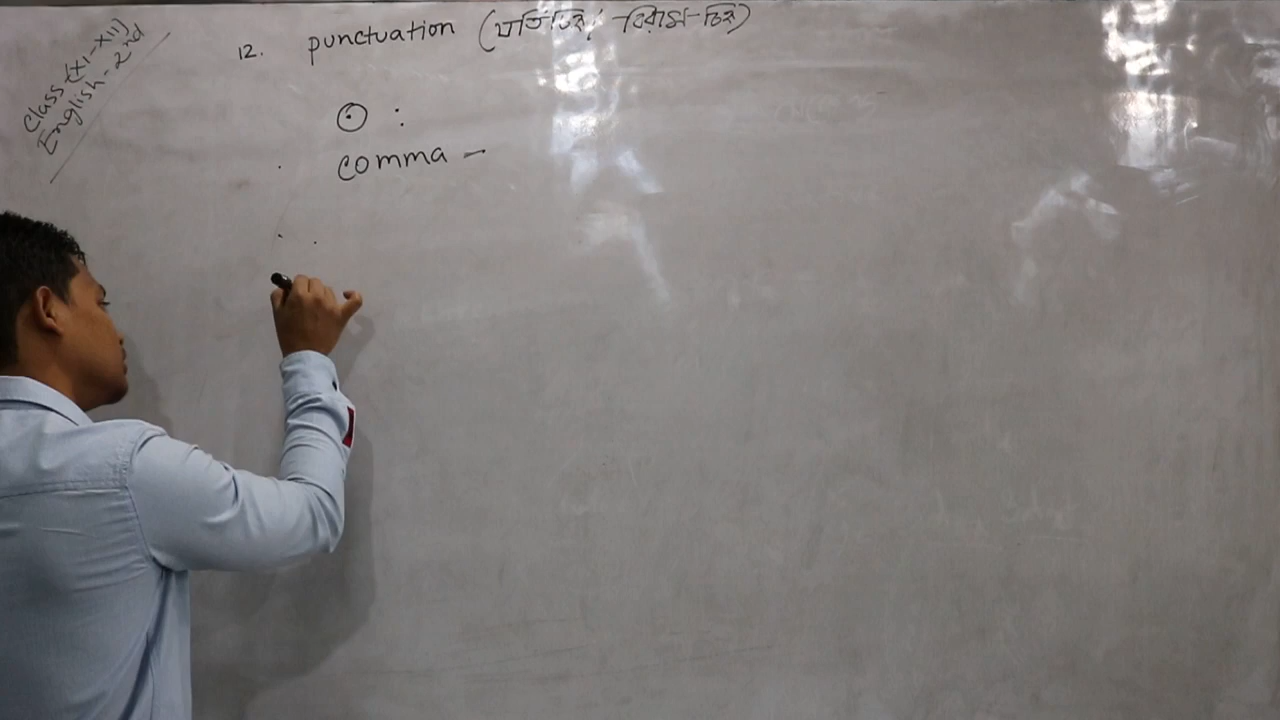 Class (XI-XII)
English - 2nd
12. punctuation (যতিচিহ্ন / বিরাম-চিহ্ন)
⊙ :
comma –